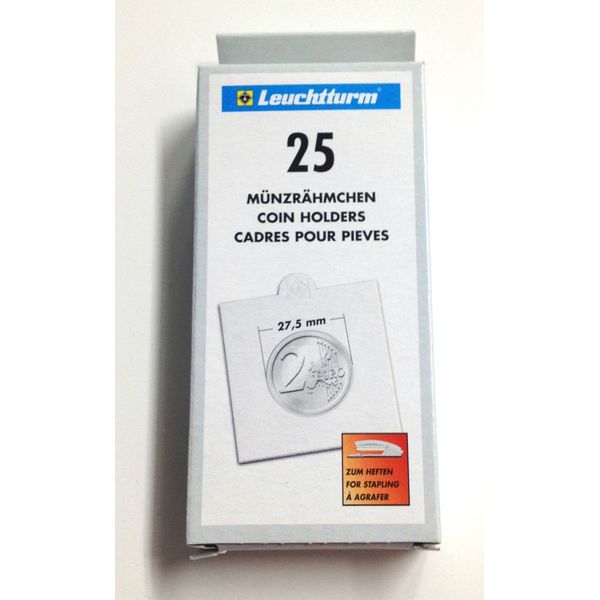 Leuchtturm®
25
MÜNZRÄHMCHEN
COIN HOLDERS
CADRES POUR PIEVES
27,5 mm
2 EURO
ZUM HEFTEN
FOR STAPLING
À AGRAFER